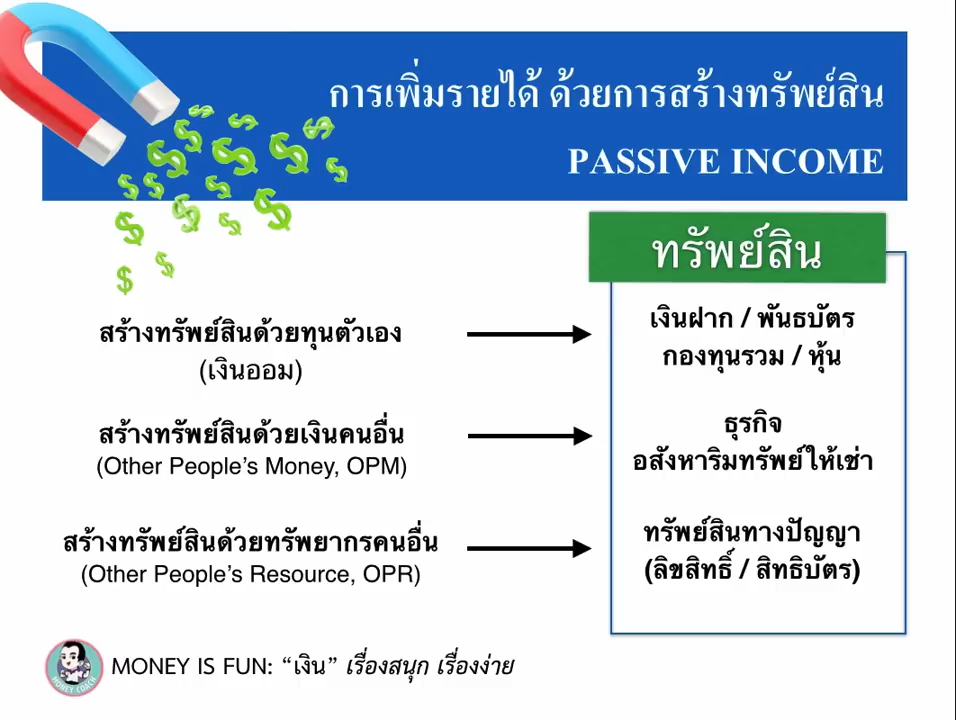 การเพิ่มรายได้ ด้วยการสร้างทรัพย์สิน
PASSIVE INCOME
ทรัพย์สิน
สร้างทรัพย์สินด้วยทุนตัวเอง
(เงินออม)
เงินฝาก / พันธบัตร
กองทุนรวม / หุ้น
สร้างทรัพย์สินด้วยเงินคนอื่น
(Other People's Money, OPM)
ธุรกิจ
อสังหาริมทรัพย์ให้เช่า
สร้างทรัพย์สินด้วยทรัพยากรคนอื่น
(Other People's Resource, OPR)
ทรัพย์สินทางปัญญา
(ลิขสิทธิ์ / สิทธิบัตร)
MONEY COACH
MONEY IS FUN: “เงิน” เรื่องสนุก เรื่องง่าย